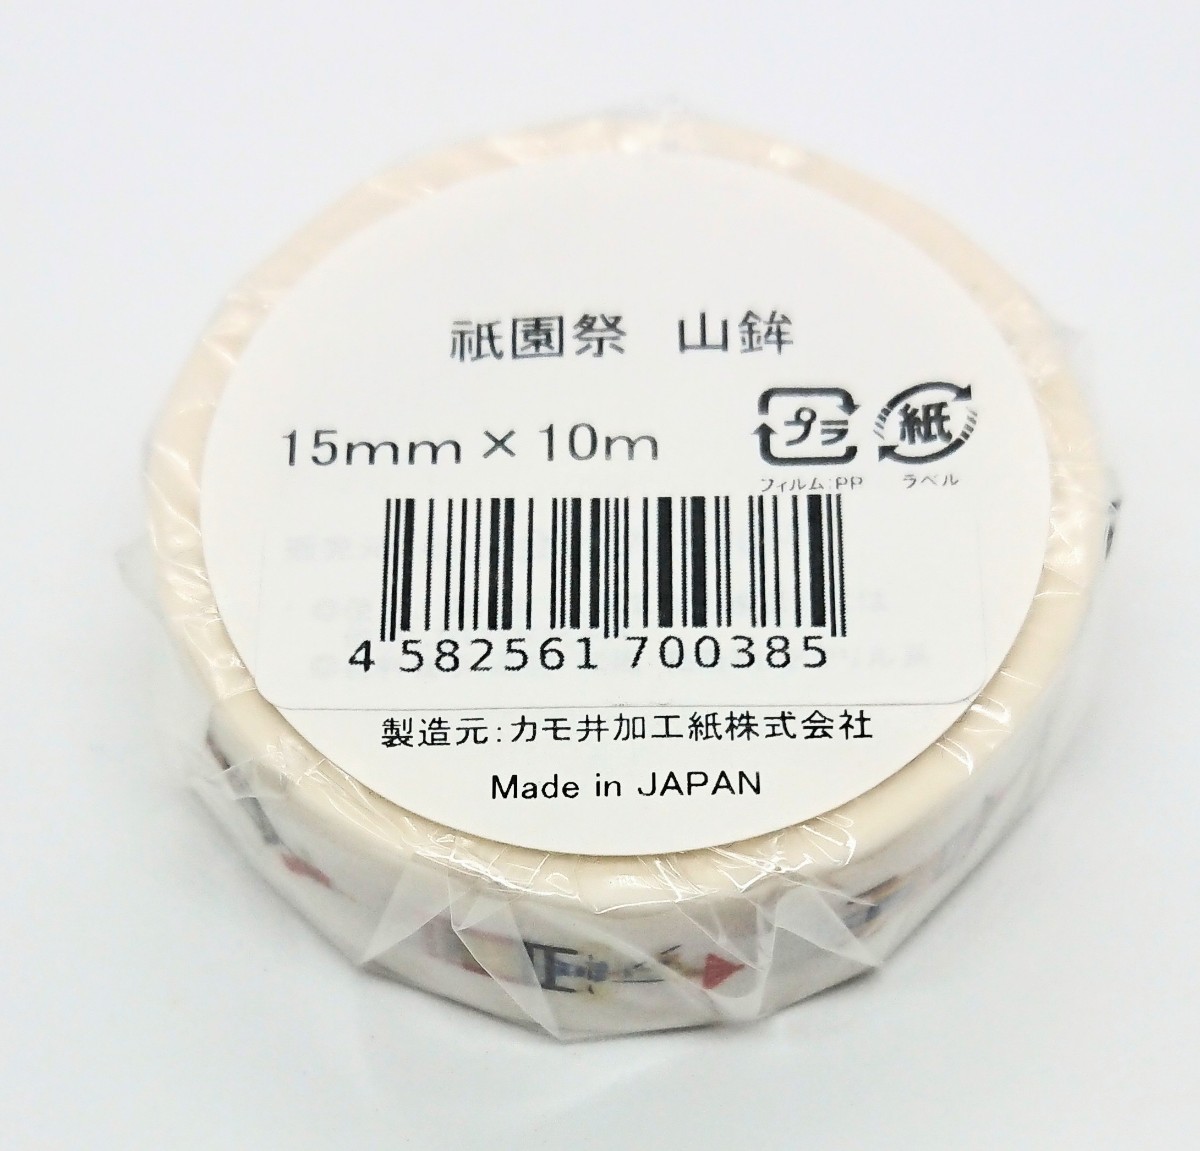 祇園祭 山鉾
15mm×10m
プラ 紙
フィルム:PP ラベル
4 582561 700385
製造元:カモ井加工紙株式会社
Made in JAPAN